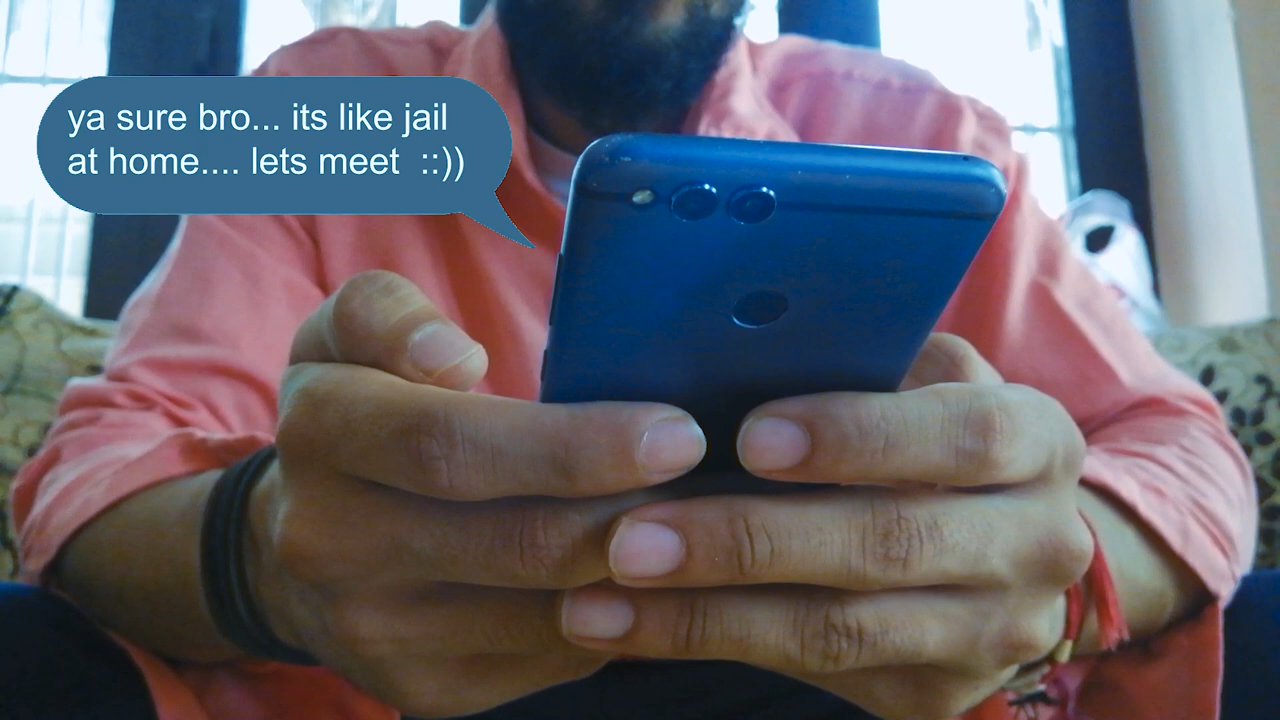 ya sure bro... its like jail
at home.... lets meet  ::))